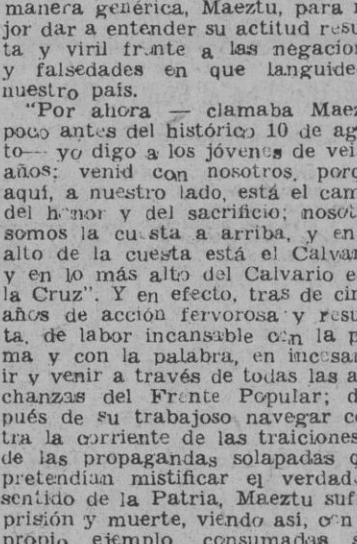 manera genérica, Maeztu, para
jor dar a entender su actitud resu
ta y viril frente a las negacion
y falsedades en que languide
nuestro país.
"Por ahora — clamaba Maez
poco antes del histórico 10 de ag
to— yo digo a los jóvenes de vei
años: venid con nosotros, porq
aquí, a nuestro lado, está el cam
del honor y del sacrificio; nosot
somos la cuesta a arriba, y en
alto de la cuesta está el Calvar
y en lo más alto del Calvario e
la Cruz". Y en efecto, tras de cin
años de acción fervorosa y resu
ta, de labor incansable con la p
ma y con la palabra, en incesan
ir y venir a través de todas las a
chanzas del Frente Popular; d
pués de su trabajoso navegar co
tra la corriente de las traiciones
de las propagandas solapadas q
pretendían mistificar el verdad
sentido de la Patria, Maeztu suf
prisión y muerte, viendo así, con
propio ejemplo, consumadas s